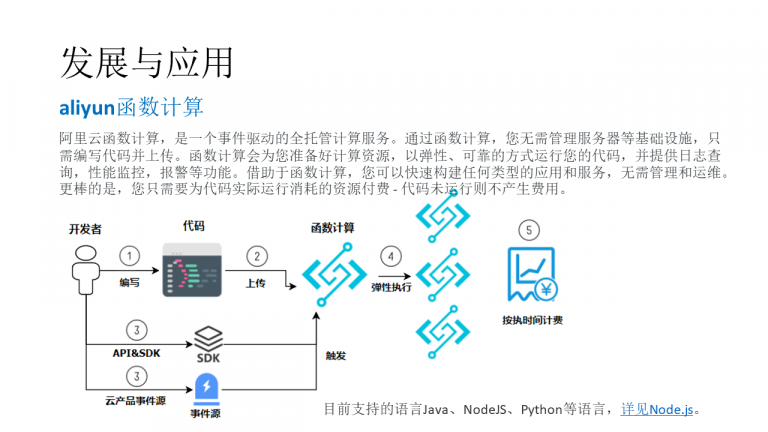 发展与应用
aliyun函数计算
阿里云函数计算，是一个事件驱动的全托管计算服务。通过函数计算，您无需管理服务器等基础设施，只
需编写代码并上传。函数计算会为您准备好计算资源，以弹性、可靠的方式运行您的代码，并提供日志查
询，性能监控，报警等功能。借助于函数计算，您可以快速构建任何类型的应用和服务，无需管理和运维。
更棒的是，您只需要为代码实际运行消耗的资源付费 - 代码未运行则不产生费用。
开发者
代码
函数计算
1
编写
2
上传
4
弹性执行
5
¥
按执时间计费
3
API&SDK
SDK
触发
3
云产品事件源
事件源
目前支持的语言Java、NodeJS、Python等语言，详见Node.js。